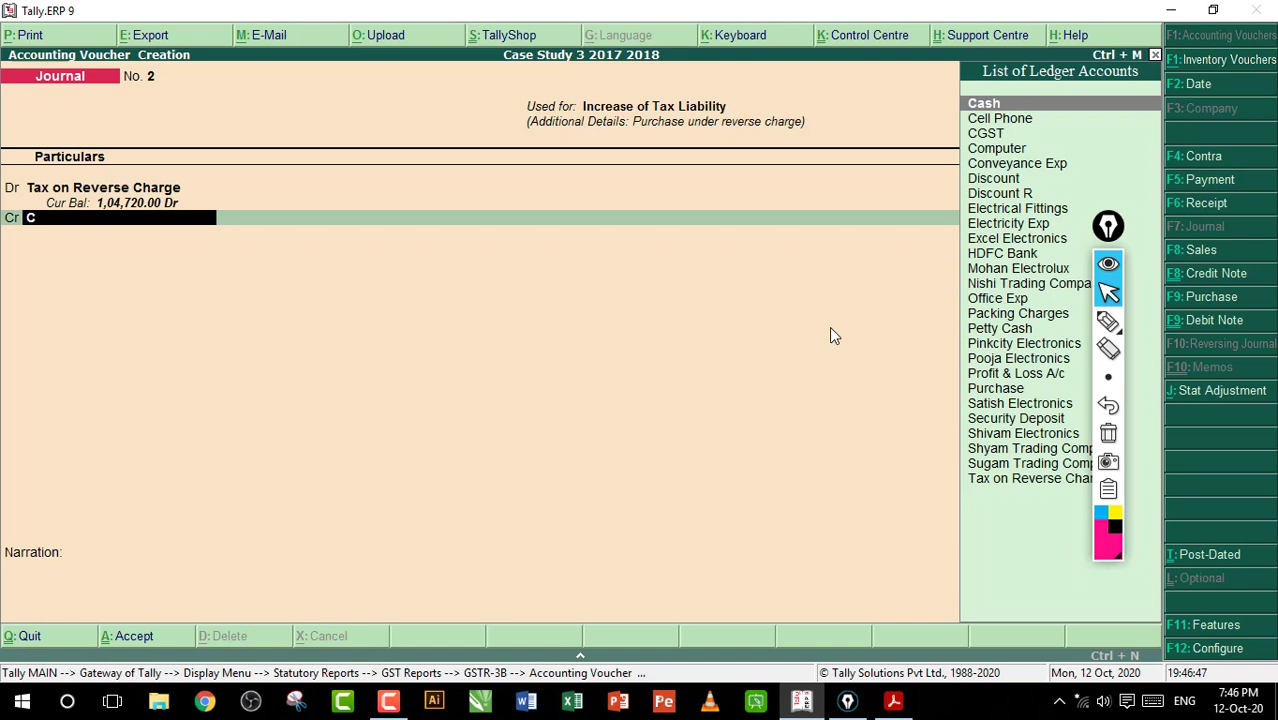 Tally.ERP 9
P: Print E: Export M: E-Mail O: Upload S: TallyShop G: Language K: Keyboard K: Control Centre H: Support Centre H: Help
Accounting Voucher Creation Case Study 3 2017 2018 Ctrl + M
Journal No. 2
Used for: Increase of Tax Liability
(Additional Details: Purchase under reverse charge)
Particulars
Dr Tax on Reverse Charge
Cur Bal: 1,04,720.00 Dr
Cr C
Narration:
List of Ledger Accounts
Cash
Cell Phone
CGST
Computer
Conveyance Exp
Discount
Discount R
Electrical Fittings
Electricity Exp
Excel Electronics
HDFC Bank
Mohan Electrolux
Nishi Trading Compa
Office Exp
Packing Charges
Petty Cash
Pinkcity Electronics
Pooja Electronics
Profit & Loss A/c
Purchase
Satish Electronics
Security Deposit
Shivam Electronics
Shyam Trading Comp
Sugam Trading Comp
Tax on Reverse Char
F1: Accounting Vouchers
F1: Inventory Vouchers
F2: Date
F3: Company
F4: Contra
F5: Payment
F6: Receipt
F7: Journal
F8: Sales
F8: Credit Note
F9: Purchase
F9: Debit Note
F10: Reversing Journal
F10: Memos
J: Stat Adjustment
T: Post-Dated
L: Optional
F11: Features
F12: Configure
Q: Quit A: Accept D: Delete X: Cancel
Ctrl + N
Tally MAIN --> Gateway of Tally --> Display Menu --> Statutory Reports --> GST Reports --> GSTR-3B --> Accounting Voucher ... © Tally Solutions Pvt Ltd., 1988-2020 Mon, 12 Oct, 2020 19:46:47
ENG 7:46 PM
12-Oct-20